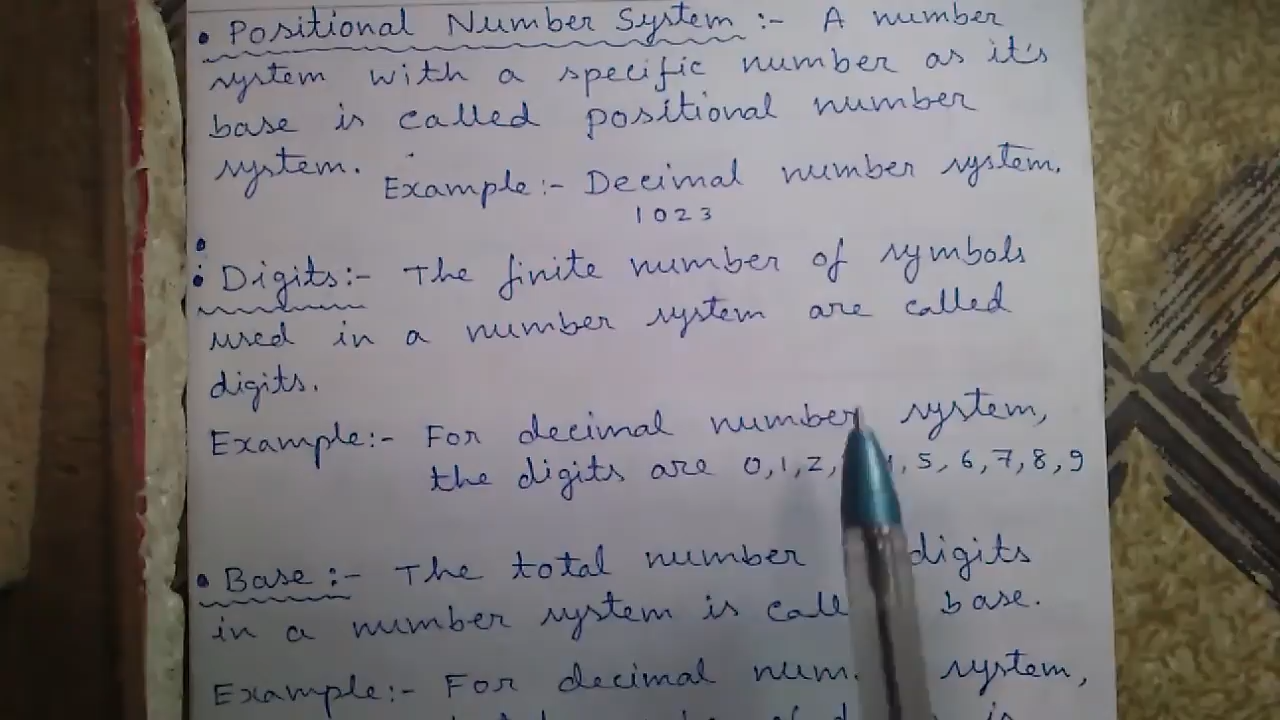 • Positional Number System :- A number
system with a specific number as it's
base is called positional number
system.
Example:- Decimal number system.
1023
• Digits:- The finite number of symbols
used in a number system are called
digits.
Example:- For decimal number system,
the digits are 0,1,2, 5, 6, 7, 8, 9
• Base :- The total number digits
in a number system is base.
Example:- For decimal system,
is